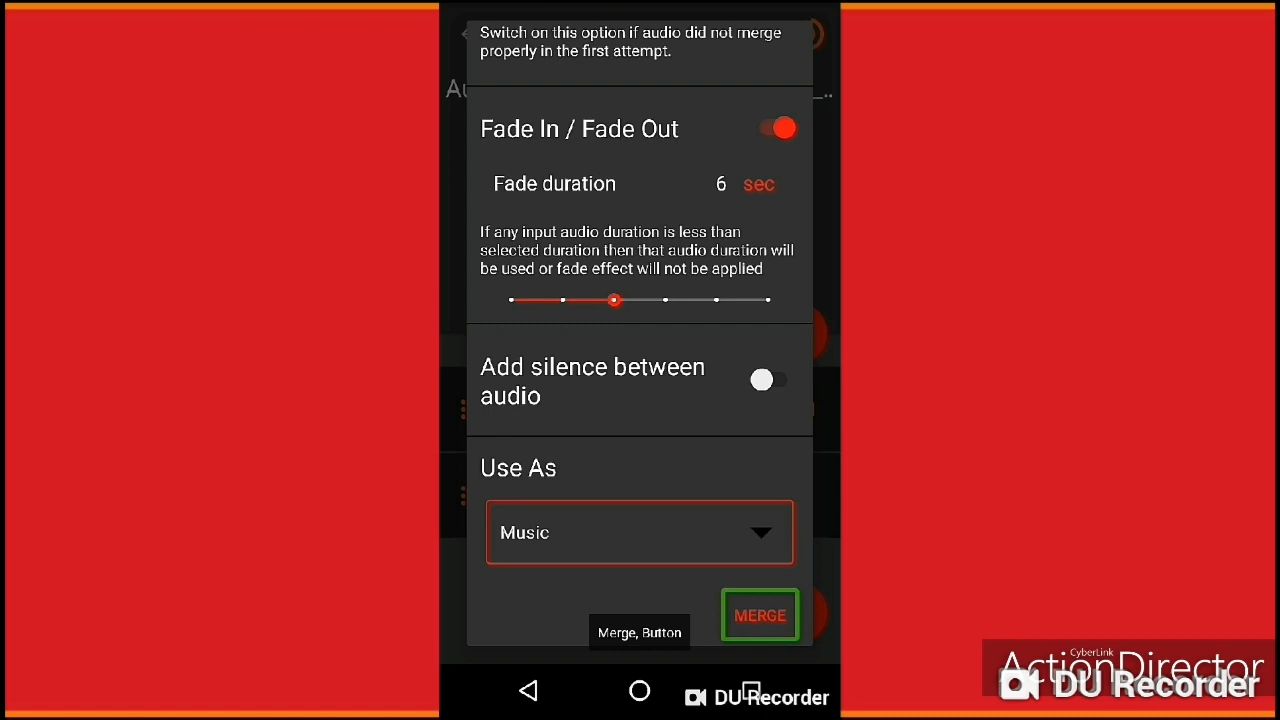 Switch on this option if audio did not merge
properly in the first attempt.
Au
_..
Fade In / Fade Out
Fade duration 6 sec
If any input audio duration is less than
selected duration then that audio duration will
be used or fade effect will not be applied
Add silence between
audio
Use As
Music
MERGE
Merge, Button
DU Recorder
CyberLink
ActionDirector
DU Recorder